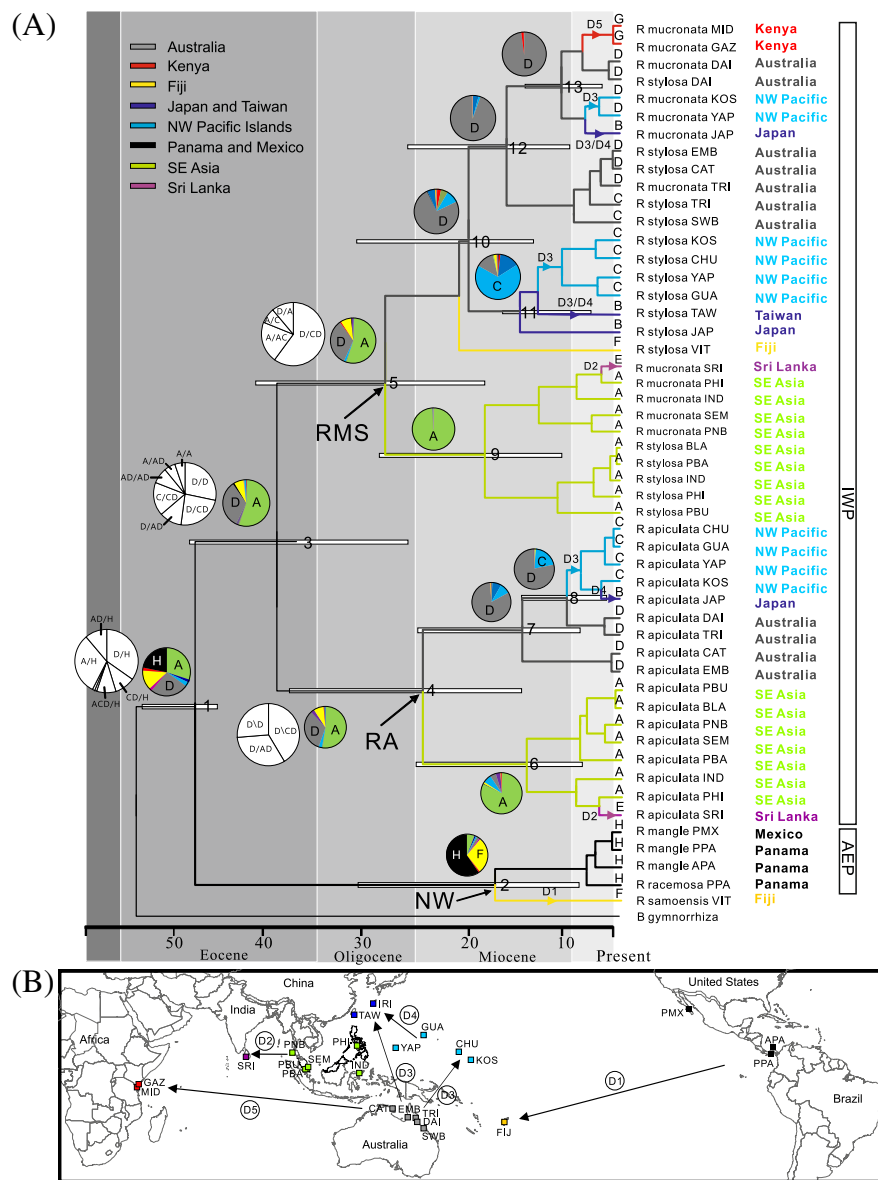 (A)
Australia
Kenya
Fiji
Japan and Taiwan
NW Pacific Islands
Panama and Mexico
SE Asia
Sri Lanka
G R mucronata MID Kenya
G R mucronata GAZ Kenya
D R mucronata DAI Australia
D R stylosa DAI Australia
D R mucronata KOS NW Pacific
D R mucronata YAP NW Pacific
B R mucronata JAP Japan
D R stylosa EMB Australia
D R stylosa CAT Australia
D R mucronata TRI Australia
C R stylosa TRI Australia
C R stylosa SWB Australia
C R stylosa KOS NW Pacific
C R stylosa CHU NW Pacific
C R stylosa YAP NW Pacific
C R stylosa GUA NW Pacific
B R stylosa TAW Taiwan
B R stylosa JAP Japan
F R stylosa VIT Fiji
E R mucronata SRI Sri Lanka
A R mucronata PHI SE Asia
A R mucronata IND SE Asia
A R mucronata SEM SE Asia
A R mucronata PNB SE Asia
A R stylosa BLA SE Asia
A R stylosa PBA SE Asia
A R stylosa IND SE Asia
A R stylosa PHI SE Asia
A R stylosa PBU SE Asia
C R apiculata CHU NW Pacific
C R apiculata GUA NW Pacific
C R apiculata YAP NW Pacific
C R apiculata KOS NW Pacific
B R apiculata JAP Japan
D R apiculata DAI Australia
D R apiculata TRI Australia
D R apiculata CAT Australia
D R apiculata EMB Australia
A R apiculata PBU SE Asia
A R apiculata BLA SE Asia
A R apiculata PNB SE Asia
A R apiculata SEM SE Asia
A R apiculata PBA SE Asia
A R apiculata IND SE Asia
A R apiculata PHI SE Asia
E R apiculata SRI Sri Lanka
H R mangle PMX Mexico
H R mangle PPA Panama
H R mangle APA Panama
H R racemosa PPA Panama
F R samoensis VIT Fiji
B gymnorrhiza
IWP
AEP
D5
D
13
D3
D
12
D3/D4
D
10
D3
C
D3/D4
11
D/A
A/C
A/AC
D/CD
D
A
5
D2
RMS
A
9
A/A
A/AD
AD/AD
D/D
C/CD
D/CD
D/AD
D
A
3
C
D
D3
D4
D
8
7
AD/H
A/H
D/H
CD/H
ACD/H
H
A
D
1
4
D\D
D\CD
D/AD
D
A
RA
6
A
D2
H
F
NW
2
D1
50
40
30
20
10
Present
Eocene
Oligocene
Miocene
(B)
China
United States
India
Africa
Brazil
Australia
IRI
TAW
D4
GUA
PMX
D2
PNB
PHI
YAP
CHU
APA
SRI
SEM
KOS
PPA
PBU
PBA
IND
D3
D3
D1
GAZ
MID
D5
CAT
EMB
TRI
DAI
SWB
FIJ